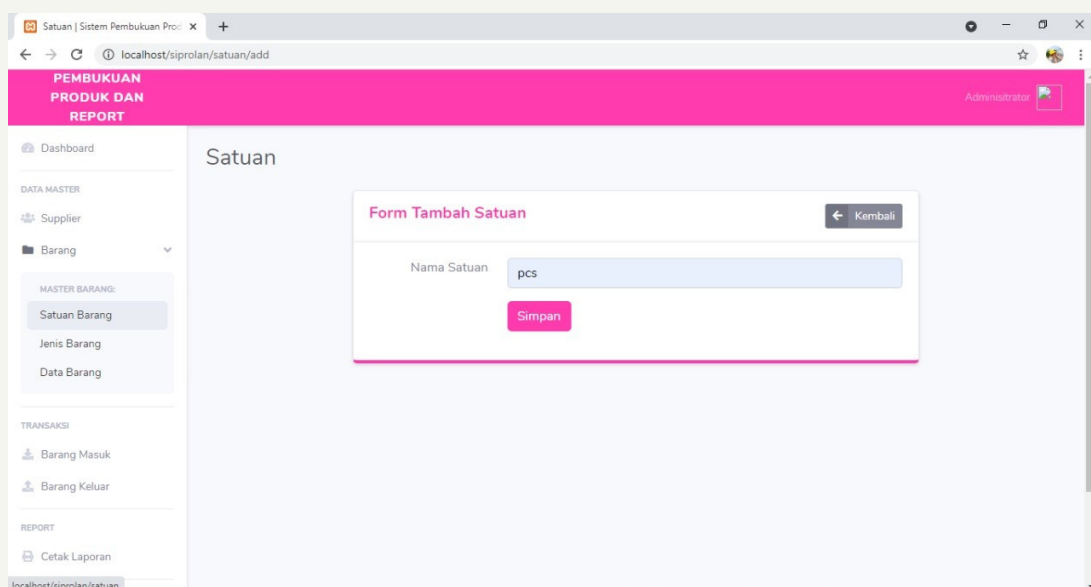 Satuan | Sistem Pembukuan Prod
localhost/siprolan/satuan/add
PEMBUKUAN
PRODUK DAN
REPORT
Adminisitrator
Dashboard
Satuan
DATA MASTER
Supplier
Barang
MASTER BARANG:
Satuan Barang
Jenis Barang
Data Barang
TRANSAKSI
Barang Masuk
Barang Keluar
REPORT
Cetak Laporan
Form Tambah Satuan
Kembali
Nama Satuan
pcs
Simpan
localhost/siprolan/satuan